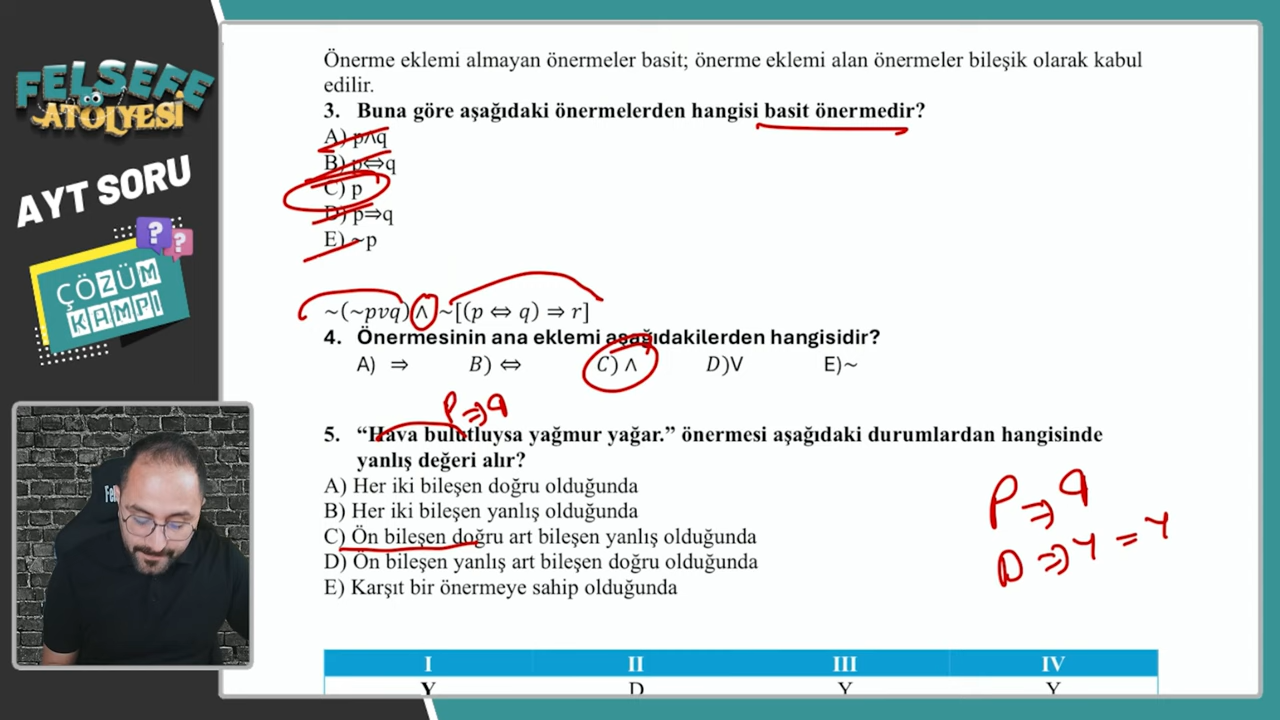 FELSEFE
ATÖLYESİ
AYT SORU
? ?
ÇÖZÜM
KAMPI
Önerme eklemi almayan önermeler basit; önerme eklemi alan önermeler bileşik olarak kabul
edilir.
3. Buna göre aşağıdaki önermelerden hangisi basit önermedir?
A) p∧q
B) p⇔q
C) p
D) p⇒q
E) ~p
~(~pvq) ∧ ~[(p ⇔ q) ⇒ r]
4. Önermesinin ana eklemi aşağıdakilerden hangisidir?
A) ⇒ B) ⇔ C) ∧ D)V E)~
P⇒q
5. “Hava bulutluysa yağmur yağar.” önermesi aşağıdaki durumlardan hangisinde
yanlış değeri alır?
A) Her iki bileşen doğru olduğunda
B) Her iki bileşen yanlış olduğunda
C) Ön bileşen doğru art bileşen yanlış olduğunda
D) Ön bileşen yanlış art bileşen doğru olduğunda
E) Karşıt bir önermeye sahip olduğunda
P⇒q
D⇒Y=Y
I II III IV
Y D Y Y